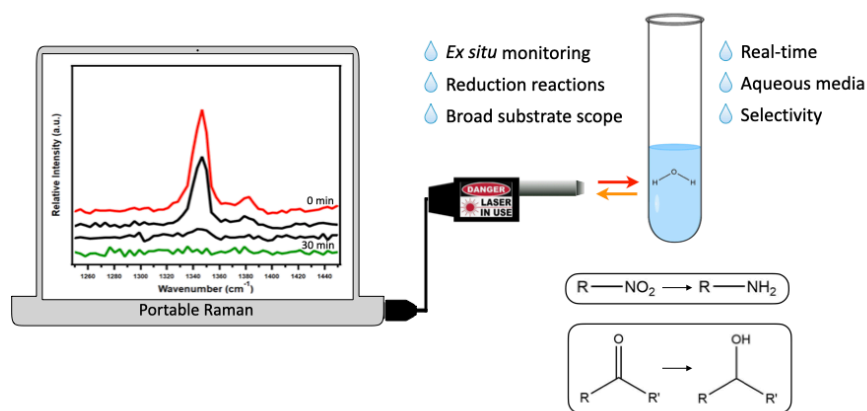 Ex situ monitoring
Reduction reactions
Broad substrate scope
Real-time
Aqueous media
Selectivity
Relative Intensity (a.u.)
0 min
30 min
1260 1280 1300 1320 1340 1360 1380 1400 1420 1440
Wavenumber (cm⁻¹)
Portable Raman
DANGER
LASER
IN USE
H O H
R NO₂ R NH₂
O
R R'
OH
R R'